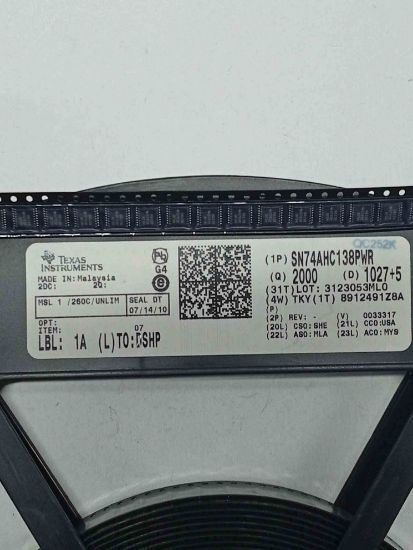 QC252K
TEXAS
INSTRUMENTS
MADE IN: Malaysia
2DC: 2Q:
G4
MSL 1 /260C/UNLIM
SEAL DT
07/14/10
OPT:
ITEM:
07
LBL: 1A (L)TO:DSHP
(1P) SN74AHC138PWR
(Q) 2000 (D) 1027+5
(31T) LOT: 3123053ML0
(4W) TKY(1T) 8912491Z8A
(P)
(2P) REV: - (V) 0033317
(20L) CSO:SHE (21L) CCO:USA
(22L) ASO:MLA (23L) ACO:MYS